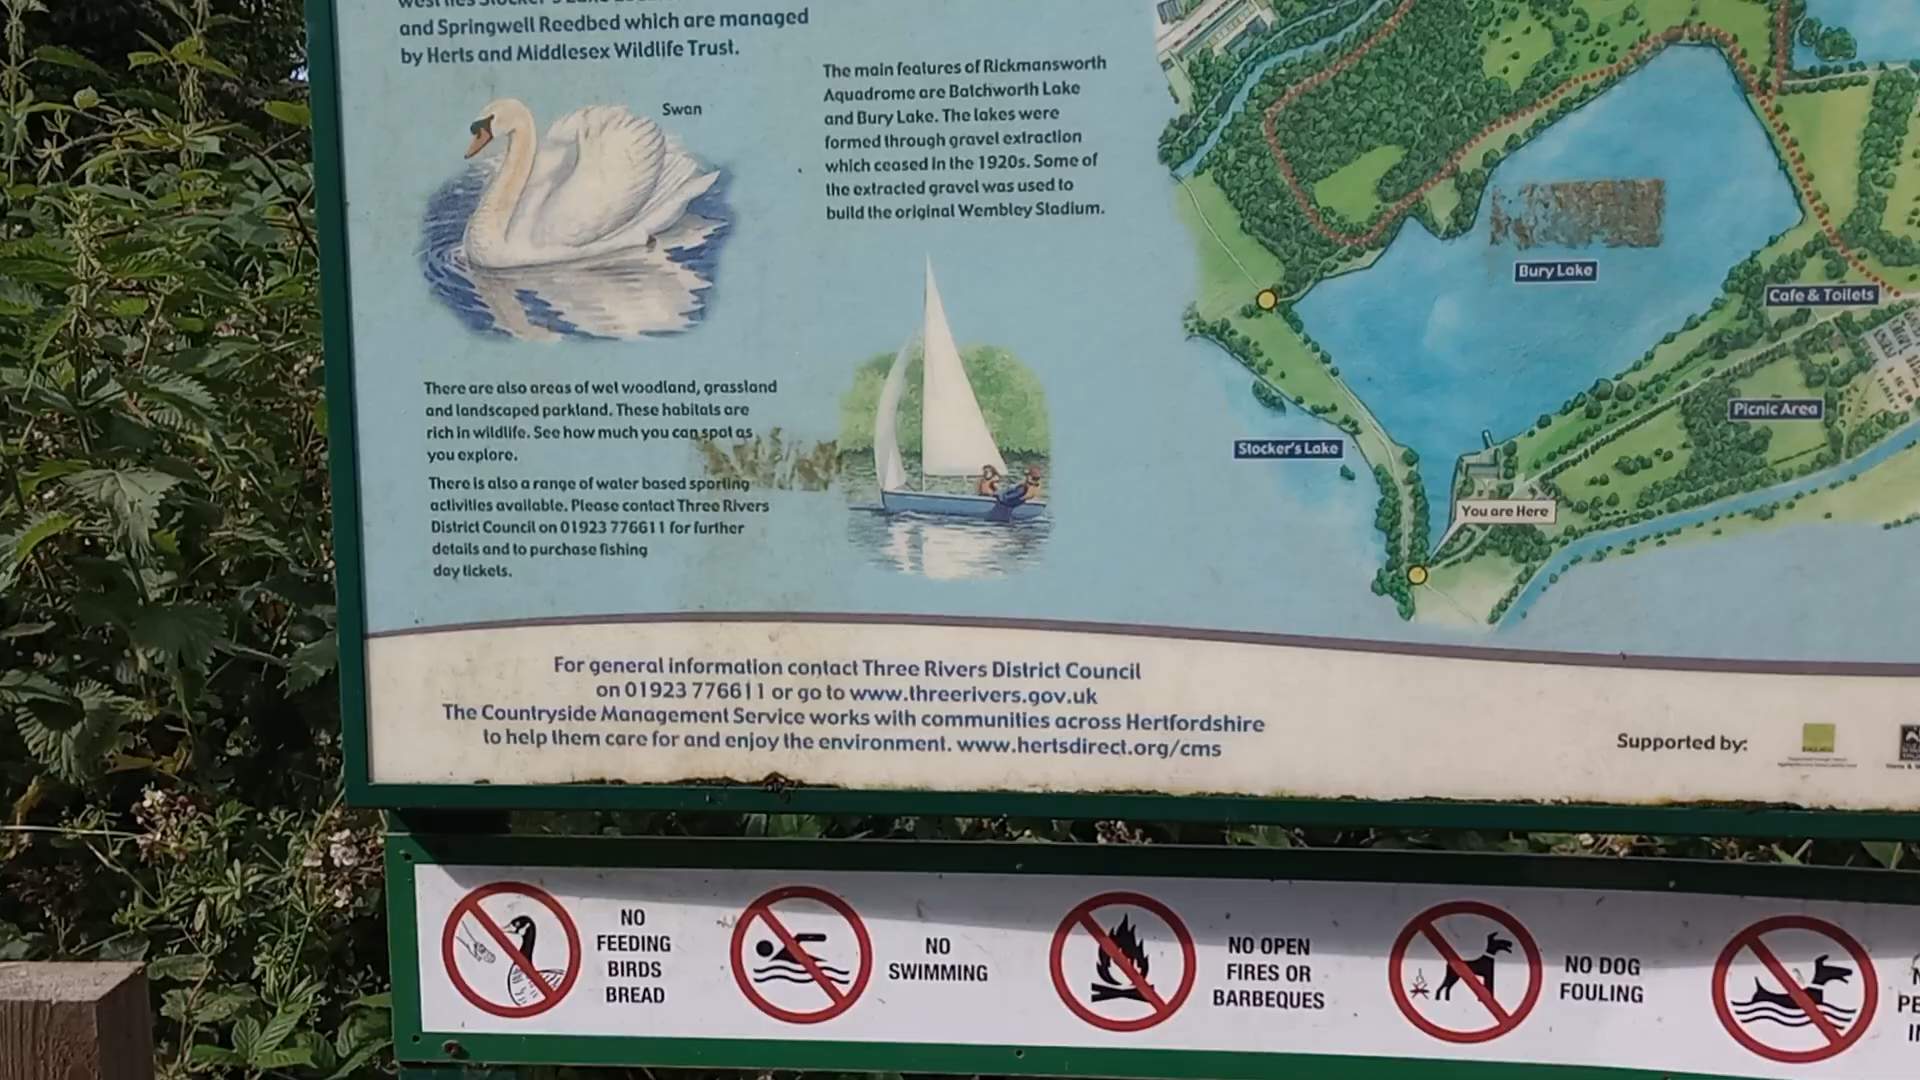 and Springwell Reedbed which are managed
by Herts and Middlesex Wildlife Trust.
Swan
The main features of Rickmansworth
Aquadrome are Batchworth Lake
and Bury Lake. The lakes were
formed through gravel extraction
which ceased in the 1920s. Some of
the extracted gravel was used to
build the original Wembley Stadium.
There are also areas of wet woodland, grassland
and landscaped parkland. These habitats are
rich in wildlife. See how much you can spot as
you explore.
There is also a range of water based sporting
activities available. Please contact Three Rivers
District Council on 01923 776611 for further
details and to purchase fishing
day tickets.
Bury Lake
Cafe & Toilets
Picnic Area
Stocker's Lake
You are Here
For general information contact Three Rivers District Council
on 01923 776611 or go to www.threerivers.gov.uk
The Countryside Management Service works with communities across Hertfordshire
to help them care for and enjoy the environment. www.hertsdirect.org/cms
Supported by:
NO
FEEDING
BIRDS
BREAD
NO
SWIMMING
NO OPEN
FIRES OR
BARBEQUES
NO DOG
FOULING